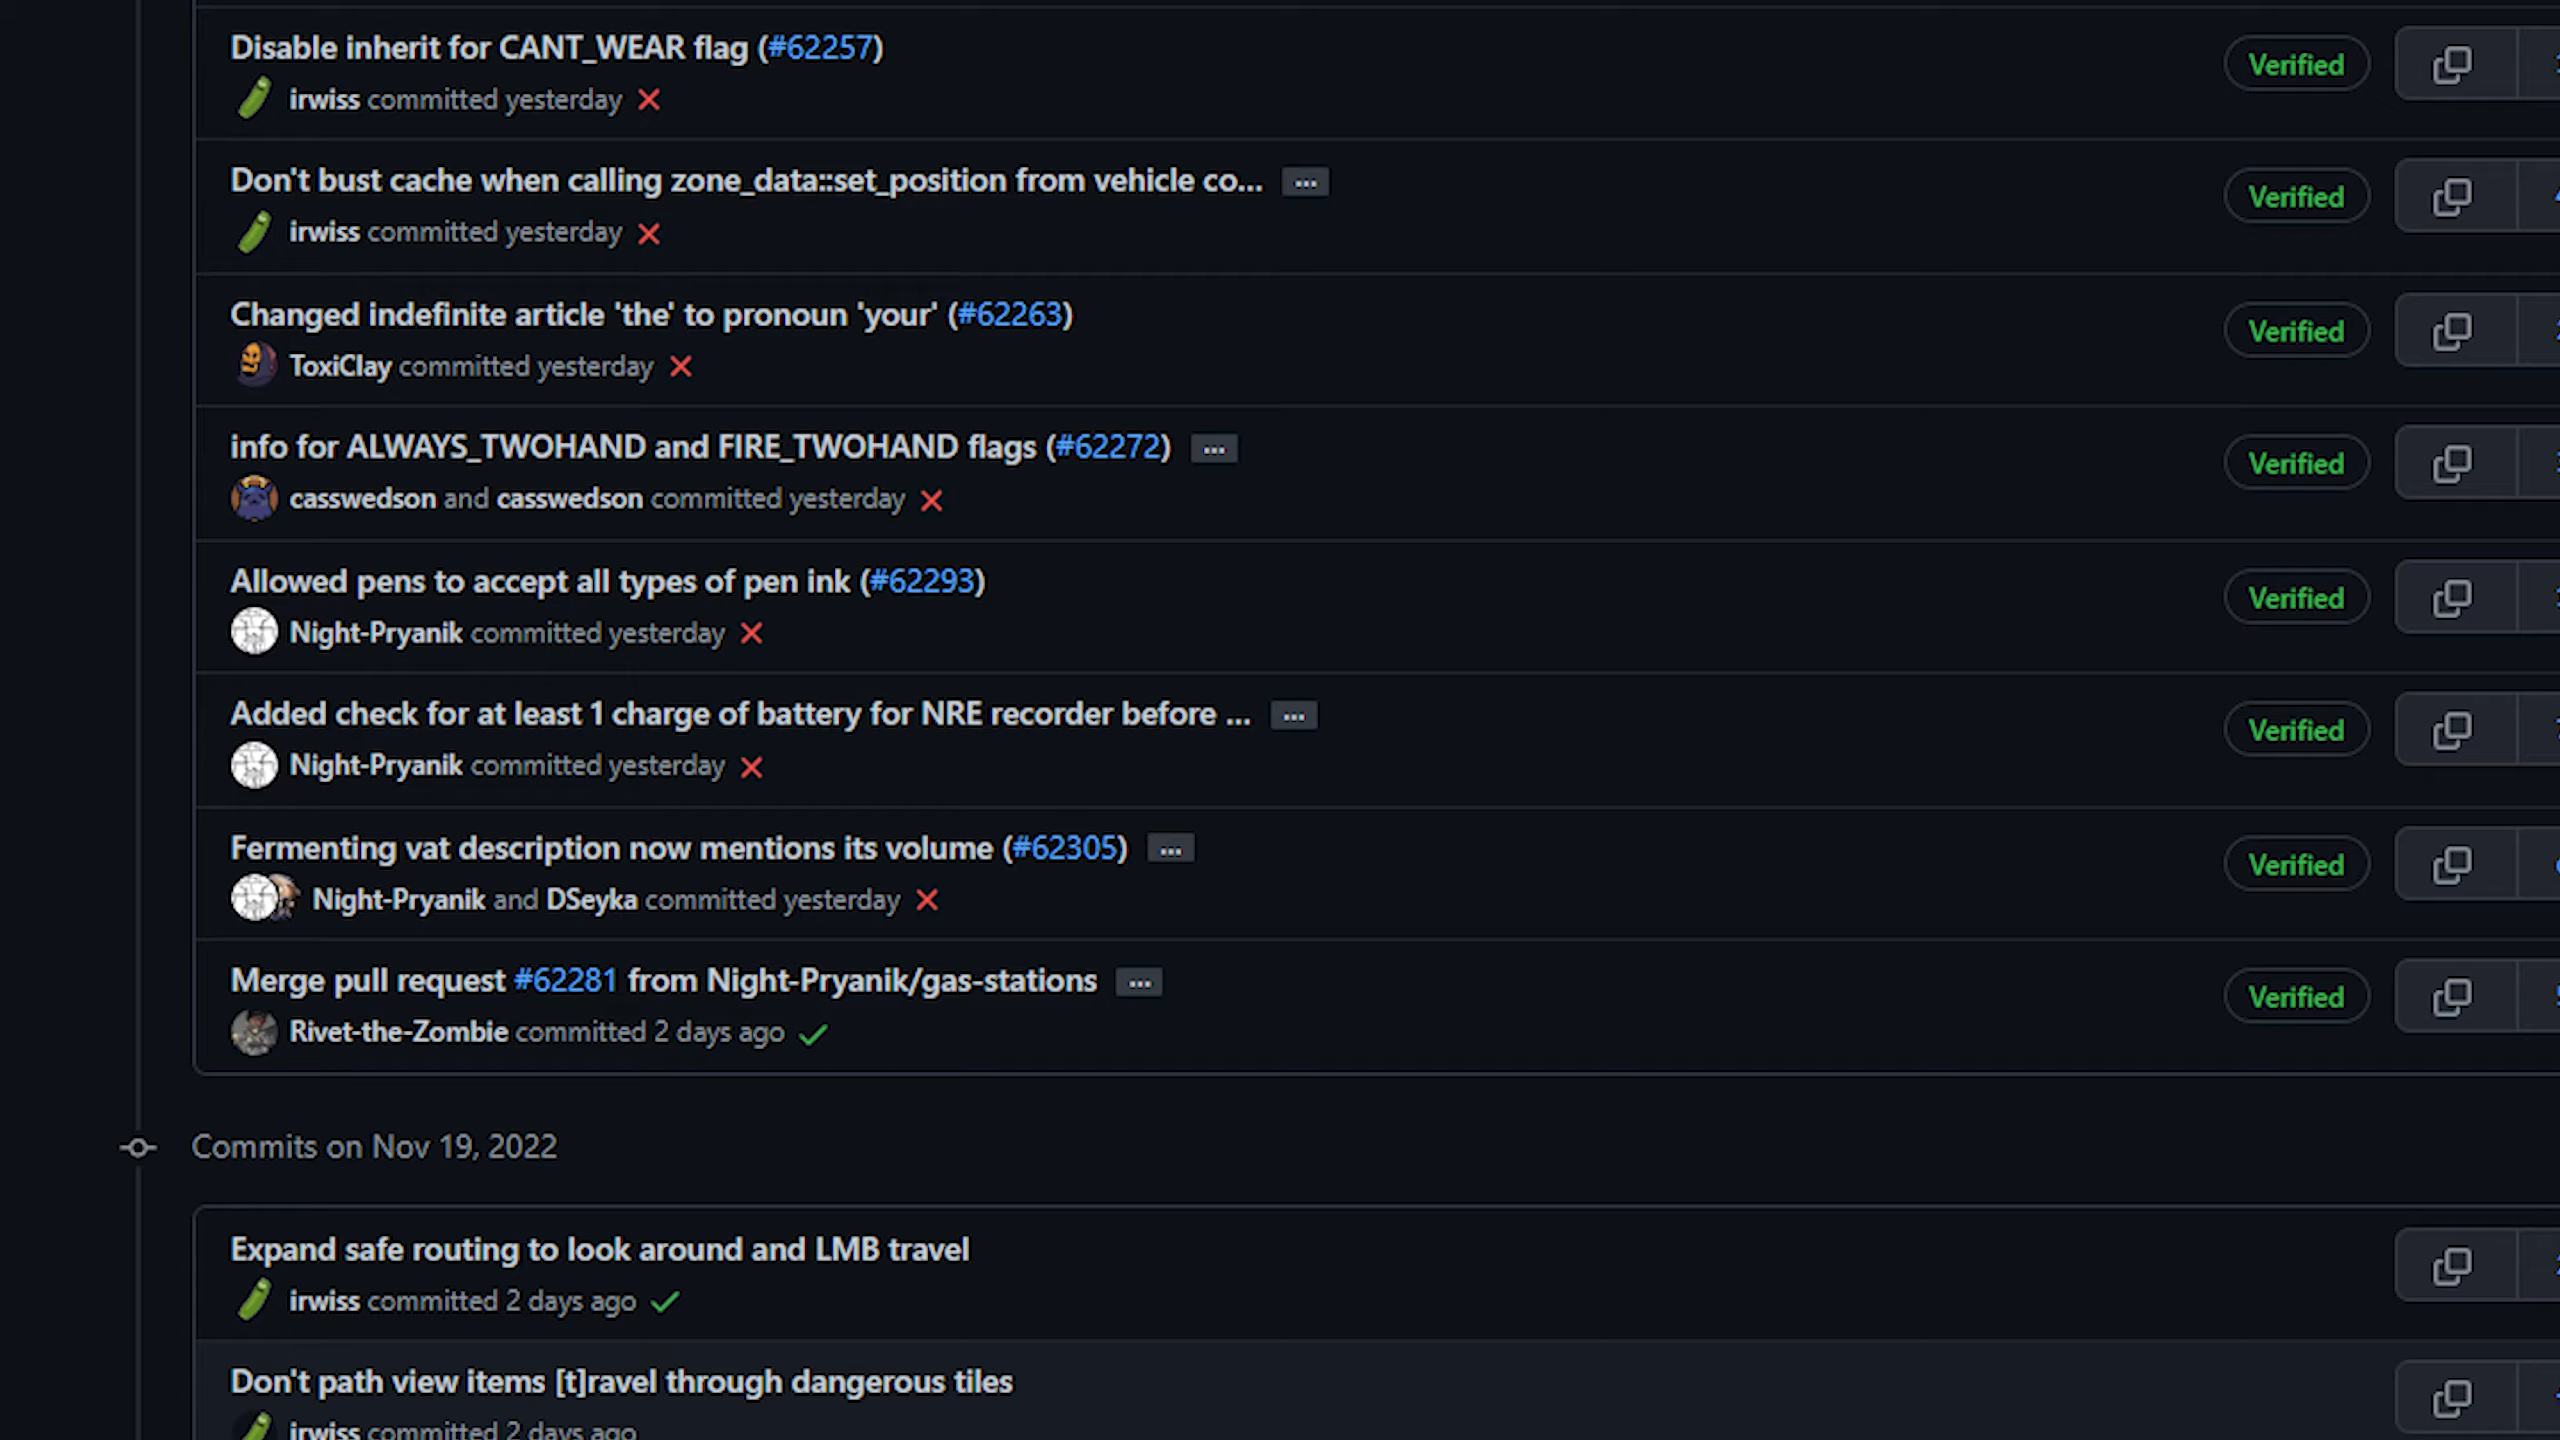 Disable inherit for CANT_WEAR flag (#62257)
Verified
irwiss committed yesterday
Don't bust cache when calling zone_data::set_position from vehicle co... ...
Verified
irwiss committed yesterday
Changed indefinite article 'the' to pronoun 'your' (#62263)
Verified
ToxiClay committed yesterday
info for ALWAYS_TWOHAND and FIRE_TWOHAND flags (#62272) ...
Verified
casswedson and casswedson committed yesterday
Allowed pens to accept all types of pen ink (#62293)
Verified
Night-Pryanik committed yesterday
Added check for at least 1 charge of battery for NRE recorder before ... ...
Verified
Night-Pryanik committed yesterday
Fermenting vat description now mentions its volume (#62305) ...
Verified
Night-Pryanik and DSeyka committed yesterday
Merge pull request #62281 from Night-Pryanik/gas-stations ...
Verified
Rivet-the-Zombie committed 2 days ago
Commits on Nov 19, 2022
Expand safe routing to look around and LMB travel
irwiss committed 2 days ago
Don't path view items [t]ravel through dangerous tiles
irwiss committed 2 days ago